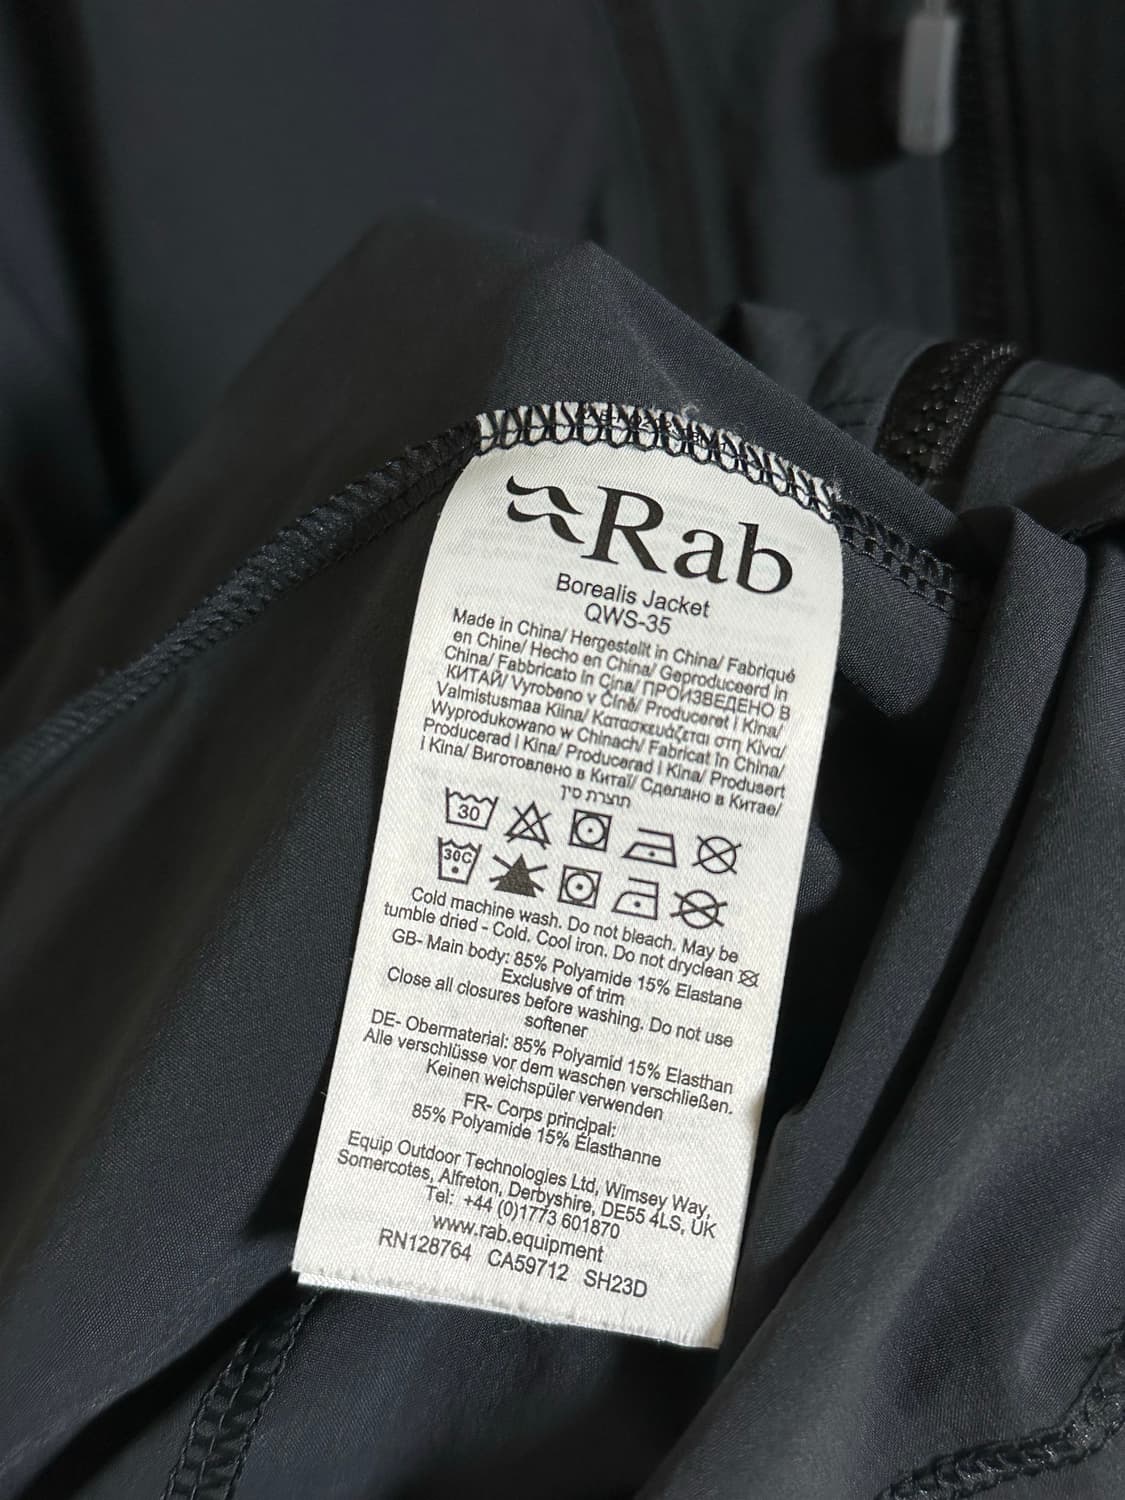 Rab
Borealis Jacket
QWS-35
Made in China/ Hergestellt in China/ Fabriqué
en Chine/ Hecho en China/ Geproduceerd in
China/ Fabbricato in Cina/ ПРОИЗВЕДЕНО В
КИТАЙ/ Vyrobeno v Číně/ Produceret i Kina/
Valmistusmaa Kiina/ Κατασκευάζεται στη Κίνα/
Wyprodukowano w Chinach/ Fabricat în China/
Producerad i Kina/ Producerad i Kina/ Produsert
i Kina/ Виготовлено в Китаї/ Сделано в Китае/
תוצרת סין
30
30C
Cold machine wash. Do not bleach. May be
tumble dried - Cold. Cool iron. Do not dryclean
GB- Main body: 85% Polyamide 15% Elastane
Exclusive of trim
Close all closures before washing. Do not use
softener
DE- Obermaterial: 85% Polyamid 15% Elasthan
Alle verschlüsse vor dem waschen verschließen.
Keinen weichspüler verwenden
FR- Corps principal:
85% Polyamide 15% Élasthanne
Equip Outdoor Technologies Ltd, Wimsey Way,
Somercotes, Alfreton, Derbyshire, DE55 4LS, UK
Tel: +44 (0)1773 601870
www.rab.equipment
RN128764 CA59712 SH23D